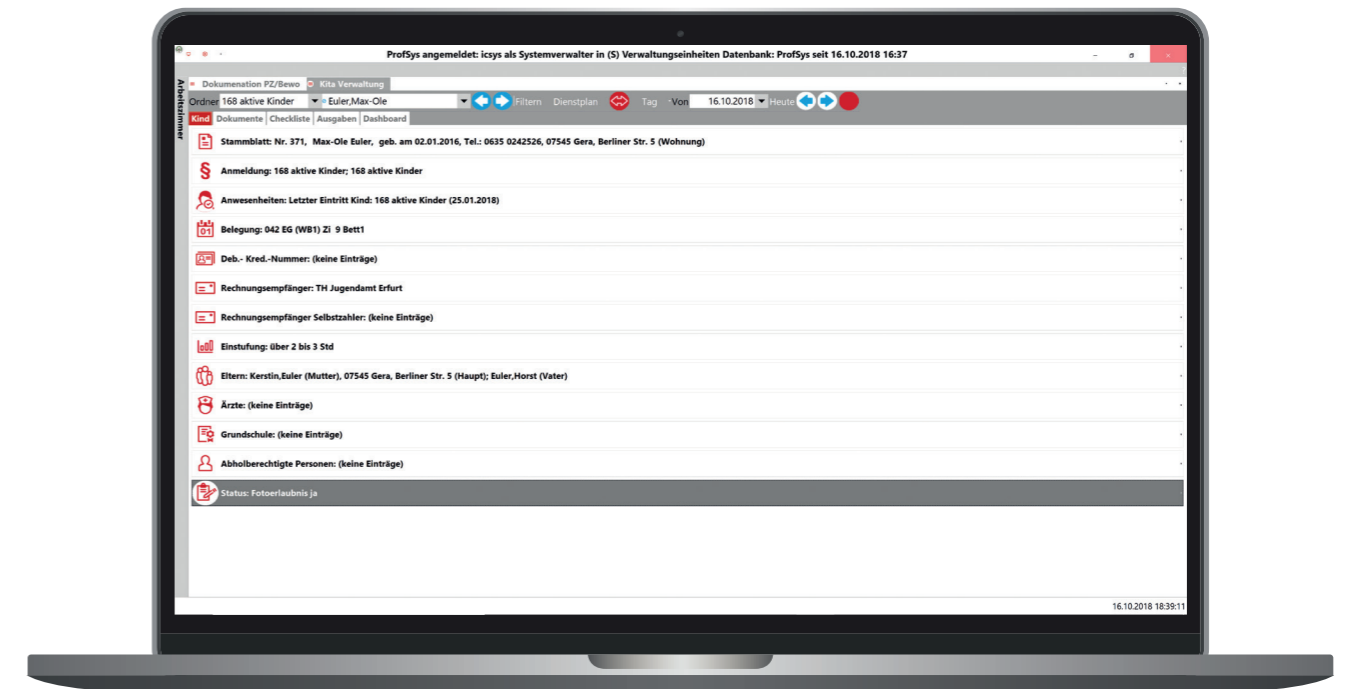 ProfSys angemeldet: icsys als Systemverwalter in (S) Verwaltungseinheiten Datenbank: ProfSys seit 16.10.2018 16:37
Arbeitszimmer
Dokumenation PZ/Bewo Kita Verwaltung
Ordner 168 aktive Kinder Euler,Max-Ole Filtern Dienstplan Tag Von 16.10.2018 Heute
Kind Dokumente Checkliste Ausgaben Dashboard
Stammblatt: Nr. 371, Max-Ole Euler, geb. am 02.01.2016, Tel.: 0635 0242526, 07545 Gera, Berliner Str. 5 (Wohnung)
§ Anmeldung: 168 aktive Kinder; 168 aktive Kinder
Anwesenheiten: Letzter Eintritt Kind: 168 aktive Kinder (25.01.2018)
01 Belegung: 042 EG (WB1) Zi 9 Bett1
Deb.- Kred.-Nummer: (keine Einträge)
Rechnungsempfänger: TH Jugendamt Erfurt
Rechnungsempfänger Selbstzahler: (keine Einträge)
Einstufung: über 2 bis 3 Std
Eltern: Kerstin,Euler (Mutter), 07545 Gera, Berliner Str. 5 (Haupt); Euler,Horst (Vater)
Ärzte: (keine Einträge)
Grundschule: (keine Einträge)
Abholberechtigte Personen: (keine Einträge)
Status: Fotoerlaubnis ja
16.10.2018 18:39:11